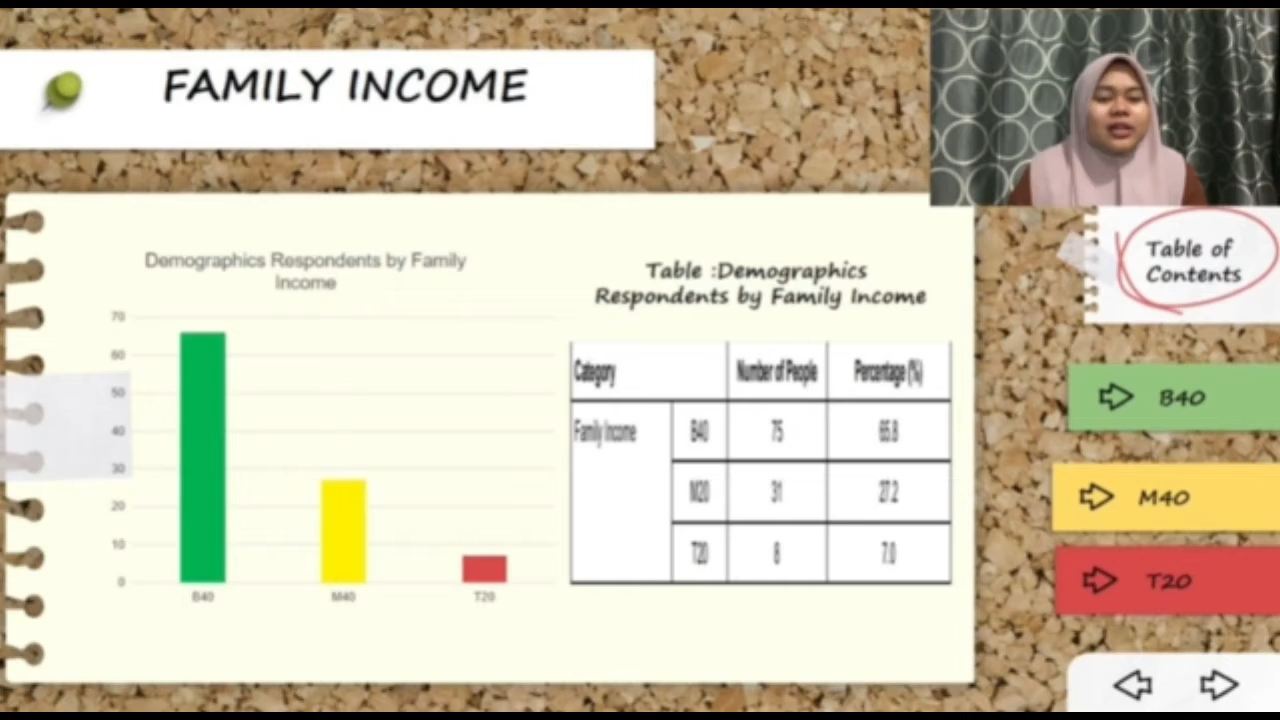 FAMILY INCOME
Demographics Respondents by Family
Income
70
60
50
40
30
20
10
0
B40
M40
T20
Table :Demographics
Respondents by Family Income
Category Number of People Percentage (%)
Family Income B40 75 65.8
M20 31 27.2
T20 8 7.0
Table of
Contents
B40
M40
T20